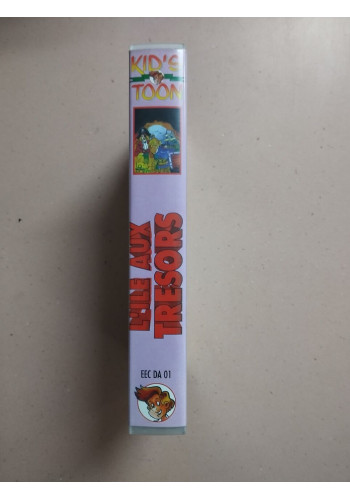 KID'S
TOON
L'ILE AUX
TRESORS
EEC DA 01